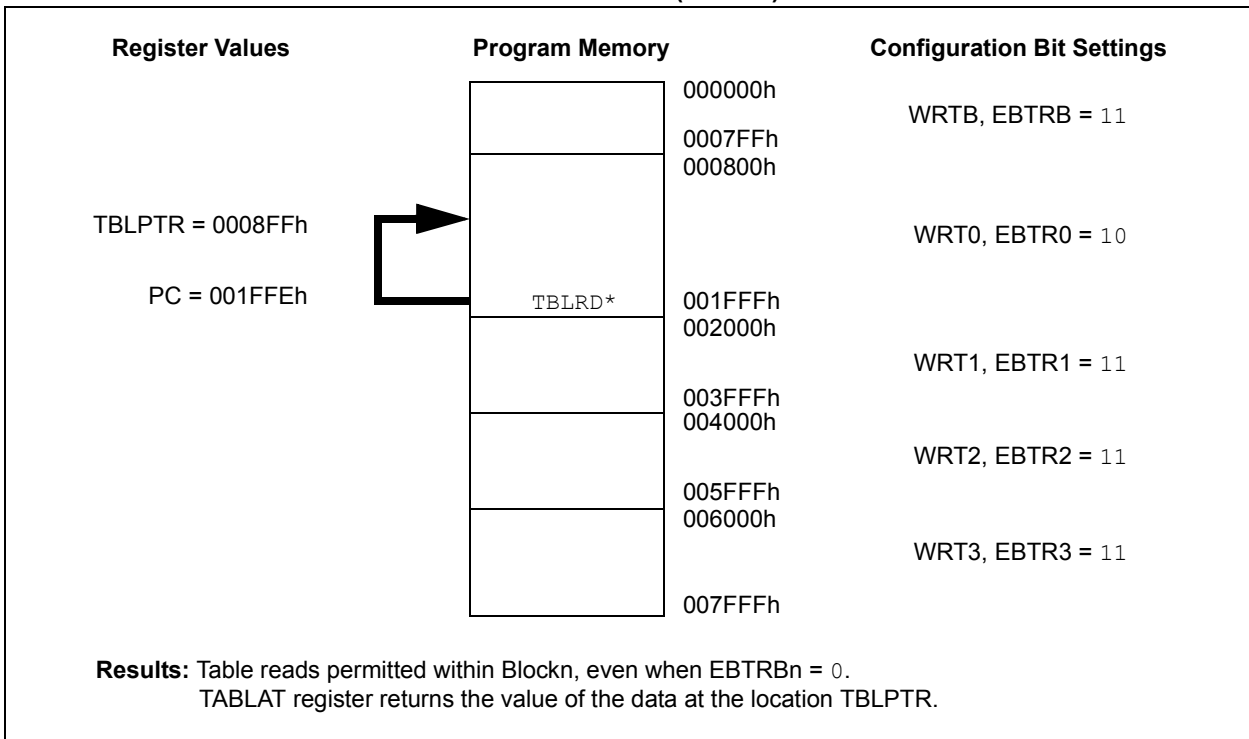 Register Values Program Memory Configuration Bit Settings
000000h
WRTB, EBTRB = 11
0007FFh
000800h
TBLPTR = 0008FFh
WRT0, EBTR0 = 10
PC = 001FFEh TBLRD* 001FFFh
002000h
WRT1, EBTR1 = 11
003FFFh
004000h
WRT2, EBTR2 = 11
005FFFh
006000h
WRT3, EBTR3 = 11
007FFFh
Results: Table reads permitted within Blockn, even when EBTRBn = 0.
TABLAT register returns the value of the data at the location TBLPTR.